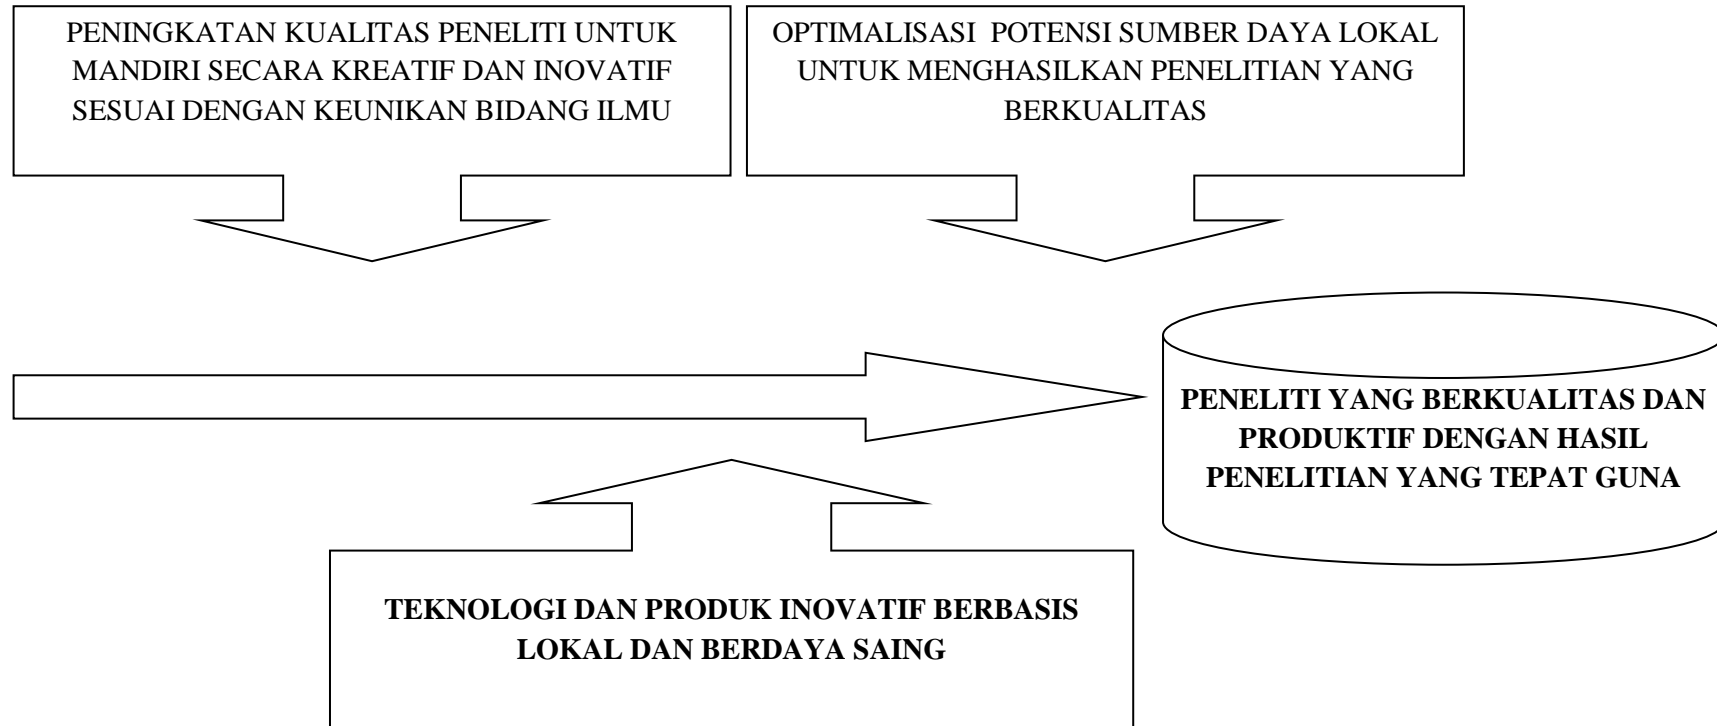 PENINGKATAN KUALITAS PENELITI UNTUK
MANDIRI SECARA KREATIF DAN INOVATIF
SESUAI DENGAN KEUNIKAN BIDANG ILMU
OPTIMALISASI POTENSI SUMBER DAYA LOKAL
UNTUK MENGHASILKAN PENELITIAN YANG
BERKUALITAS
PENELITI YANG BERKUALITAS DAN
PRODUKTIF DENGAN HASIL
PENELITIAN YANG TEPAT GUNA
TEKNOLOGI DAN PRODUK INOVATIF BERBASIS
LOKAL DAN BERDAYA SAING